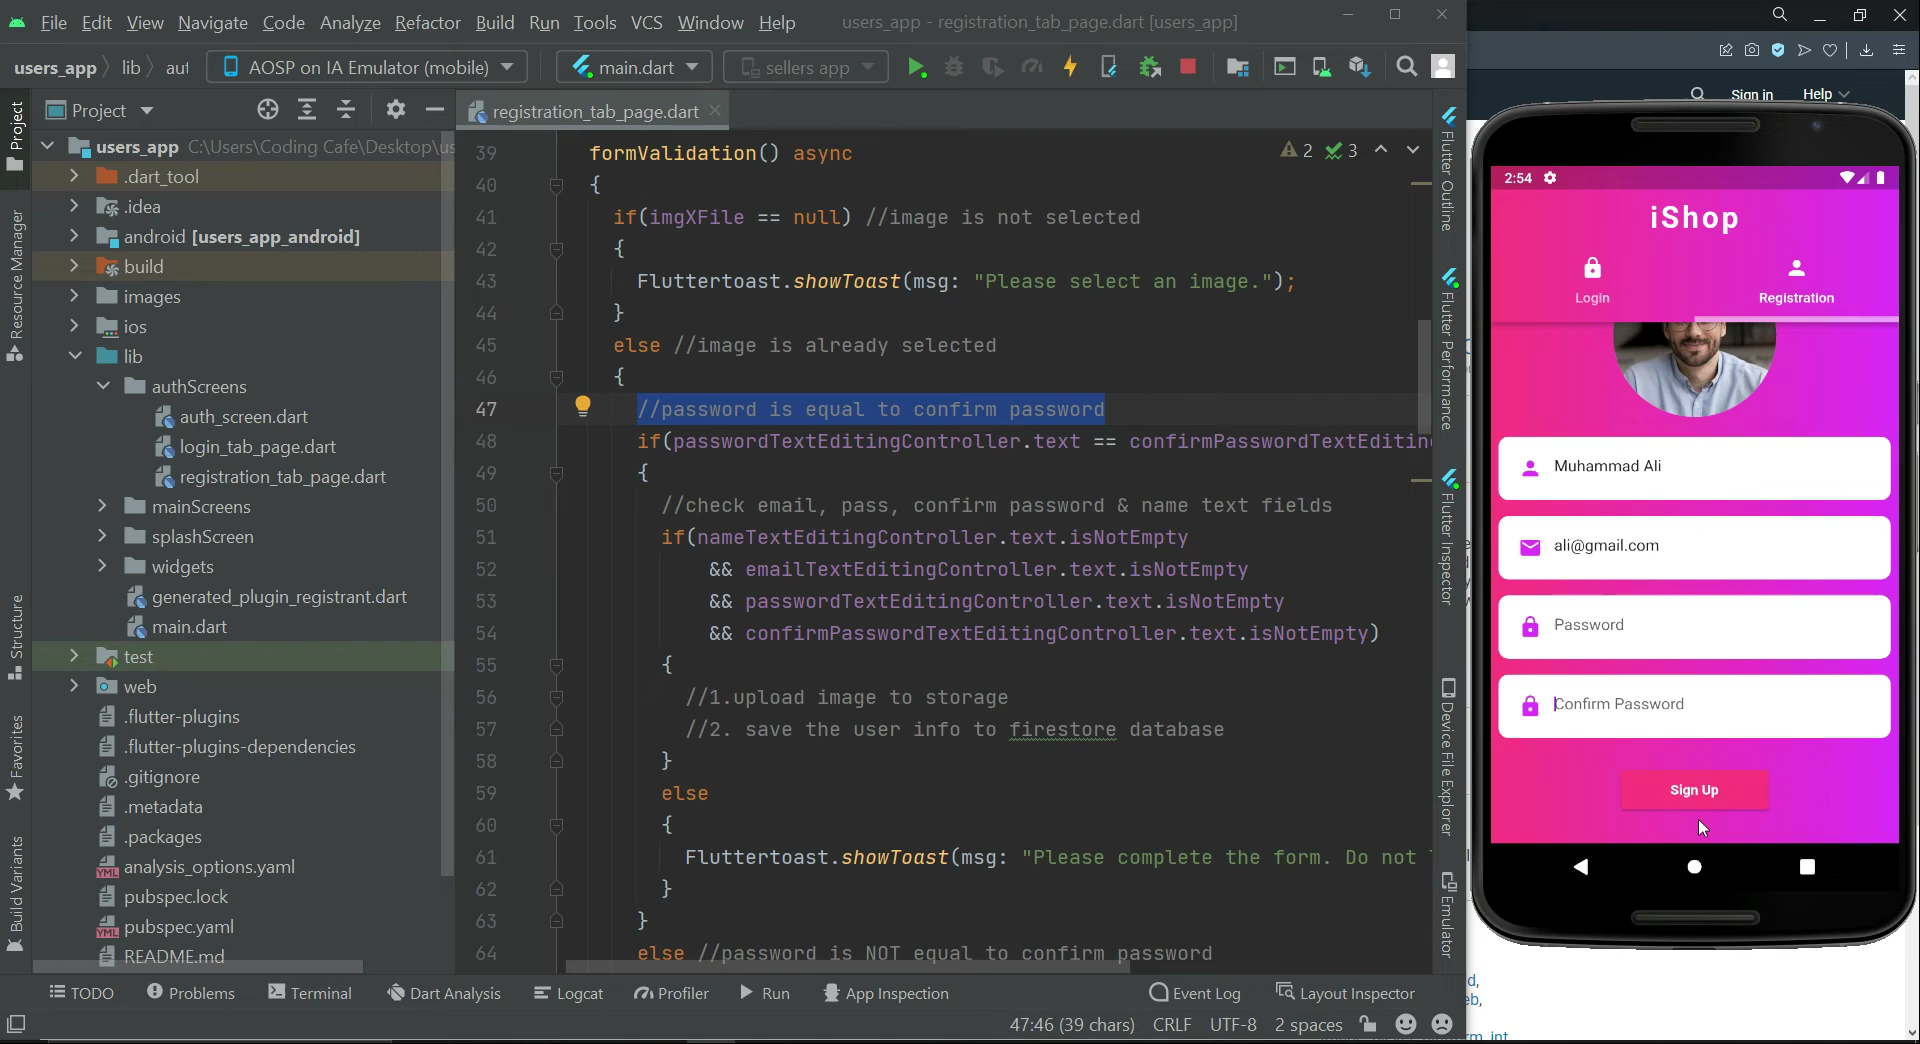 File Edit View Navigate Code Analyze Refactor Build Run Tools VCS Window Help users_app - registration_tab_page.dart [users_app]
users_app lib aut AOSP on IA Emulator (mobile) main.dart sellers app
Project registration_tab_page.dart
Sign in Help
users_app C:\Users\Coding Cafe\Desktop\us
.dart_tool
.idea
android [users_app_android]
build
images
ios
lib
authScreens
auth_screen.dart
login_tab_page.dart
registration_tab_page.dart
mainScreens
splashScreen
widgets
generated_plugin_registrant.dart
main.dart
test
web
.flutter-plugins
.flutter-plugins-dependencies
.gitignore
.metadata
.packages
analysis_options.yaml
pubspec.lock
pubspec.yaml
README.md
Project
Resource Manager
Structure
Favorites
Build Variants
2 3
39 formValidation() async
40 {
41 if(imgXFile == null) //image is not selected
42 {
43 Fluttertoast.showToast(msg: "Please select an image.");
44 }
45 else //image is already selected
46 {
47 //password is equal to confirm password
48 if(passwordTextEditingController.text == confirmPasswordTextEditin
49 {
50 //check email, pass, confirm password & name text fields
51 if(nameTextEditingController.text.isNotEmpty
52 && emailTextEditingController.text.isNotEmpty
53 && passwordTextEditingController.text.isNotEmpty
54 && confirmPasswordTextEditingController.text.isNotEmpty)
55 {
56 //1.upload image to storage
57 //2. save the user info to firestore database
58 }
59 else
60 {
61 Fluttertoast.showToast(msg: "Please complete the form. Do not
62 }
63 }
64 else //password is NOT equal to confirm password
Flutter Outline
Flutter Performance
Flutter Inspector
Device File Explorer
Emulator
2:54
iShop
Login Registration
Muhammad Ali
ali@gmail.com
Password
Confirm Password
Sign Up
TODO Problems Terminal Dart Analysis Logcat Profiler Run App Inspection Event Log Layout Inspector
47:46 (39 chars) CRLF UTF-8 2 spaces